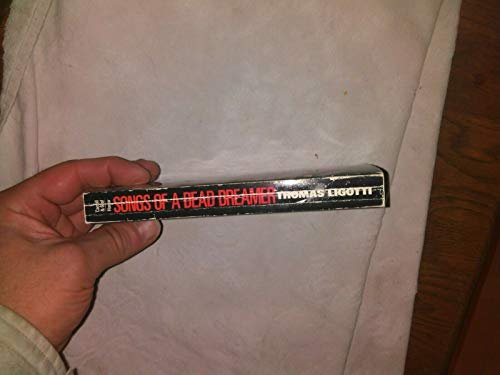 SONGS OF A DEAD DREAMER THOMAS LIGOTTI